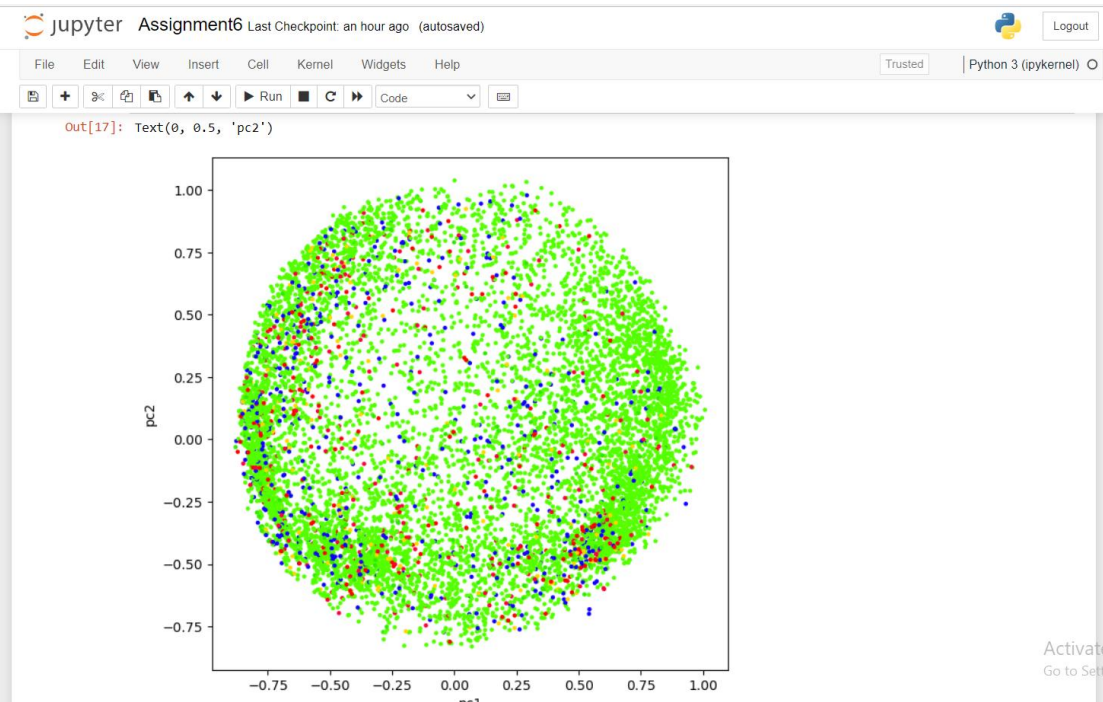 jupyter Assignment6 Last Checkpoint: an hour ago (autosaved)
Logout
File Edit View Insert Cell Kernel Widgets Help
Trusted
Python 3 (ipykernel)
Run
Code
Out[17]: Text(0, 0.5, 'pc2')
1.00
0.75
0.50
0.25
0.00
−0.25
−0.50
−0.75
pc2
−0.75 −0.50 −0.25 0.00 0.25 0.50 0.75 1.00
Activat
Go to Set